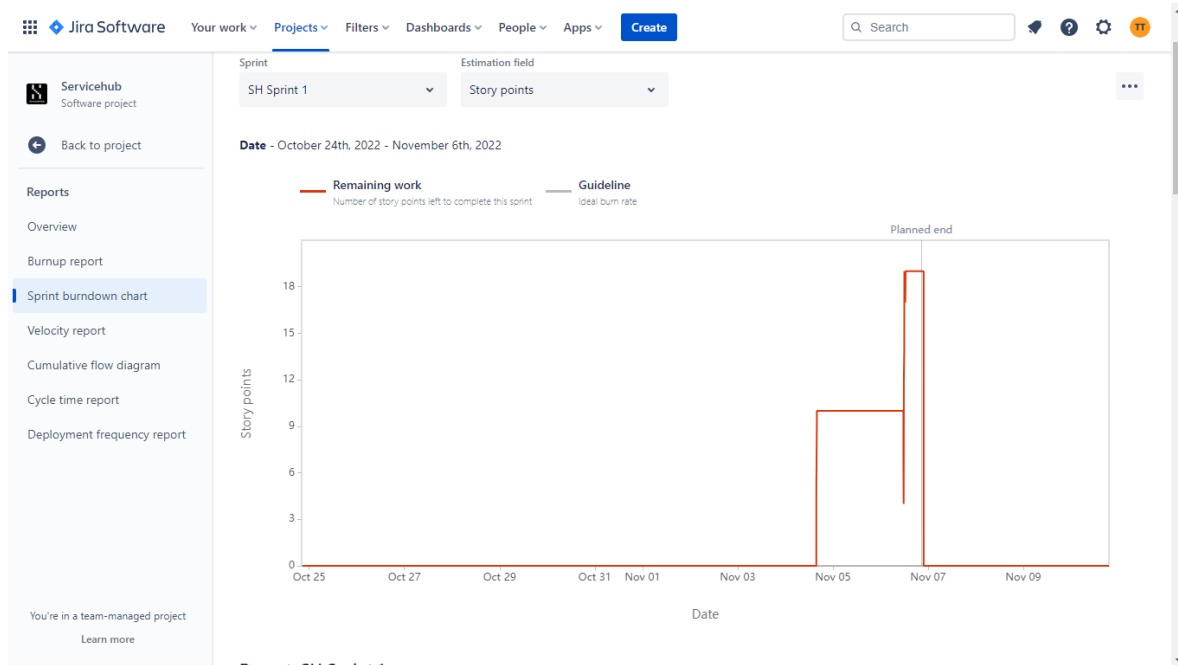 Jira Software Your work Projects Filters Dashboards People Apps Create Search TT
Servicehub
Software project
Back to project
Reports
Overview
Burnup report
Sprint burndown chart
Velocity report
Cumulative flow diagram
Cycle time report
Deployment frequency report
You're in a team-managed project
Learn more
Sprint Estimation field
SH Sprint 1 Story points
Date - October 24th, 2022 - November 6th, 2022
Remaining work Guideline
Number of story points left to complete this sprint Ideal burn rate
Planned end
18
15
12
9
6
3
0
Story points
Oct 25 Oct 27 Oct 29 Oct 31 Nov 01 Nov 03 Nov 05 Nov 07 Nov 09
Date